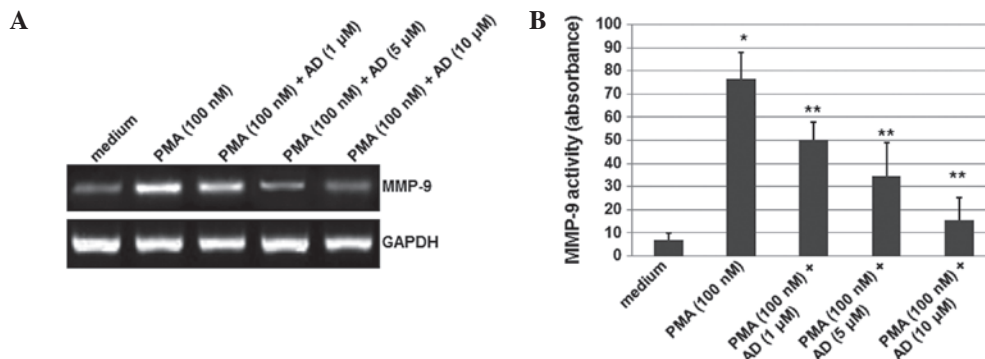 A
medium
PMA (100 nM)
PMA (100 nM) + AD (1 µM)
PMA (100 nM) + AD (5 µM)
PMA (100 nM) + AD (10 µM)
MMP-9
GAPDH
B
MMP-9 activity (absorbance)
100
90
80
70
60
50
40
30
20
10
0
*
**
**
**
medium
PMA (100 nM)
PMA (100 nM) +
AD (1 µM)
PMA (100 nM) +
AD (5 µM)
PMA (100 nM) +
AD (10 µM)